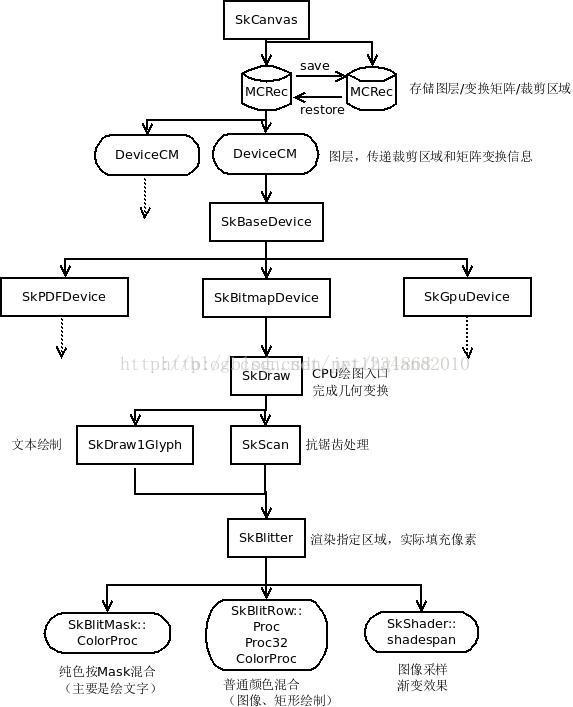 SkCanvas
save
MCRec
MCRec
存储图层/变换矩阵/裁剪区域
restore
DeviceCM
DeviceCM
图层，传递裁剪区域和矩阵变换信息
SkBaseDevice
SkPDFDevice
SkBitmapDevice
SkGpuDevice
SkDraw
CPU绘图入口
完成几何变换
文本绘制
SkDraw1Glyph
SkScan
抗锯齿处理
SkBlitter
渲染指定区域，实际填充像素
SkBlitMask::
ColorProc
SkBlitRow::
Proc
Proc32
ColorProc
SkShader::
shadespan
纯色按Mask混合
（主要是绘文字）
普通颜色混合
（图像、矩形绘制）
图像采样
渐变效果